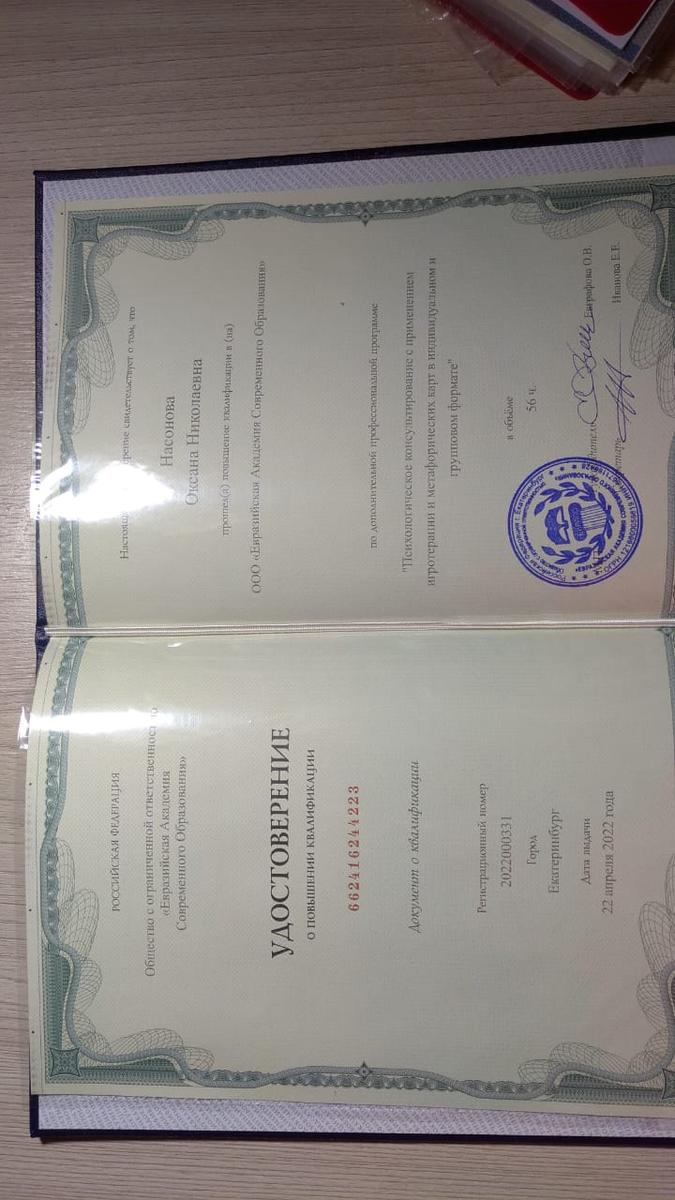 РОССИЙСКАЯ ФЕДЕРАЦИЯ
Общество с ограниченной ответственностью
«Евразийская Академия
Современного Образования»
УДОСТОВЕРЕНИЕ
О ПОВЫШЕНИИ КВАЛИФИКАЦИИ
662416244223
Документ о квалификации
Регистрационный номер
2022000331
Город
Екатеринбург
Дата выдачи
22 апреля 2022 года
свидетельствует о том, что
Насонова
Оксана Николаевна
прошел(а) повышение квалификации в (на)
ООО «Евразийская Академия Современного Образования»
по дополнительной профессиональной программе
"Психологическое консультирование с применением
игротерапии и метафорических карт в индивидуальном и
групповом формате"
в объёме
56 ч.
Евграфова О.В.
Иванова Е.Е.